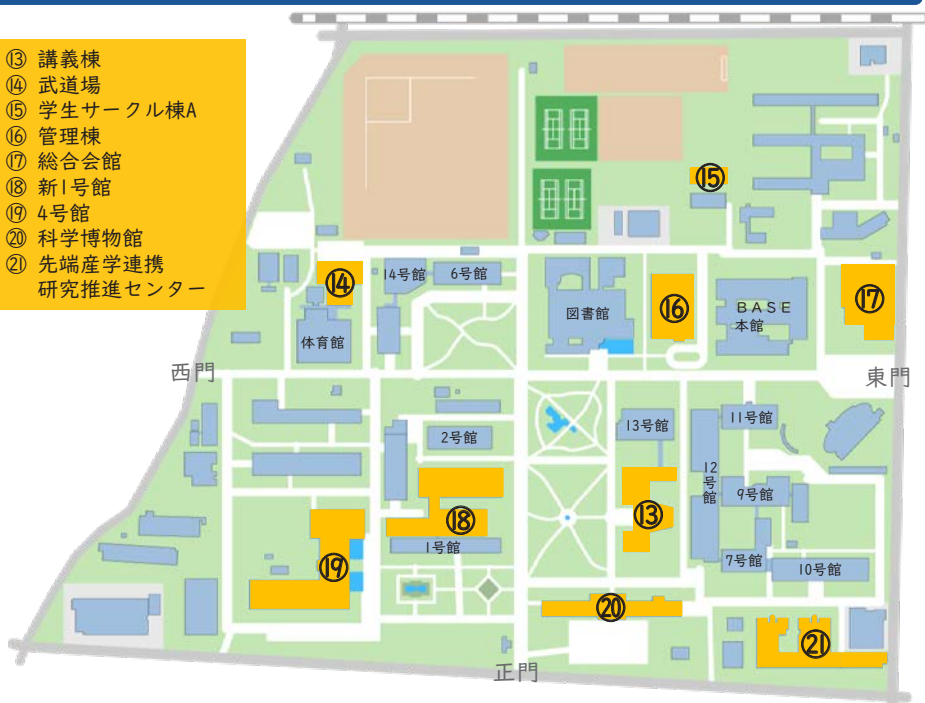 ⑬ 講義棟
⑭ 武道場
⑮ 学生サークル棟A
⑯ 管理棟
⑰ 総合会館
⑱ 新1号館
⑲ 4号館
⑳ 科学博物館
㉑ 先端産学連携
研究推進センター
⑮
14号館
6号館
⑭
体育館
図書館
⑯
BASE
本館
⑰
西門
東門
2号館
13号館
11号館
12号館
9号館
⑱
⑬
1号館
⑲
7号館
10号館
⑳
㉑
正門